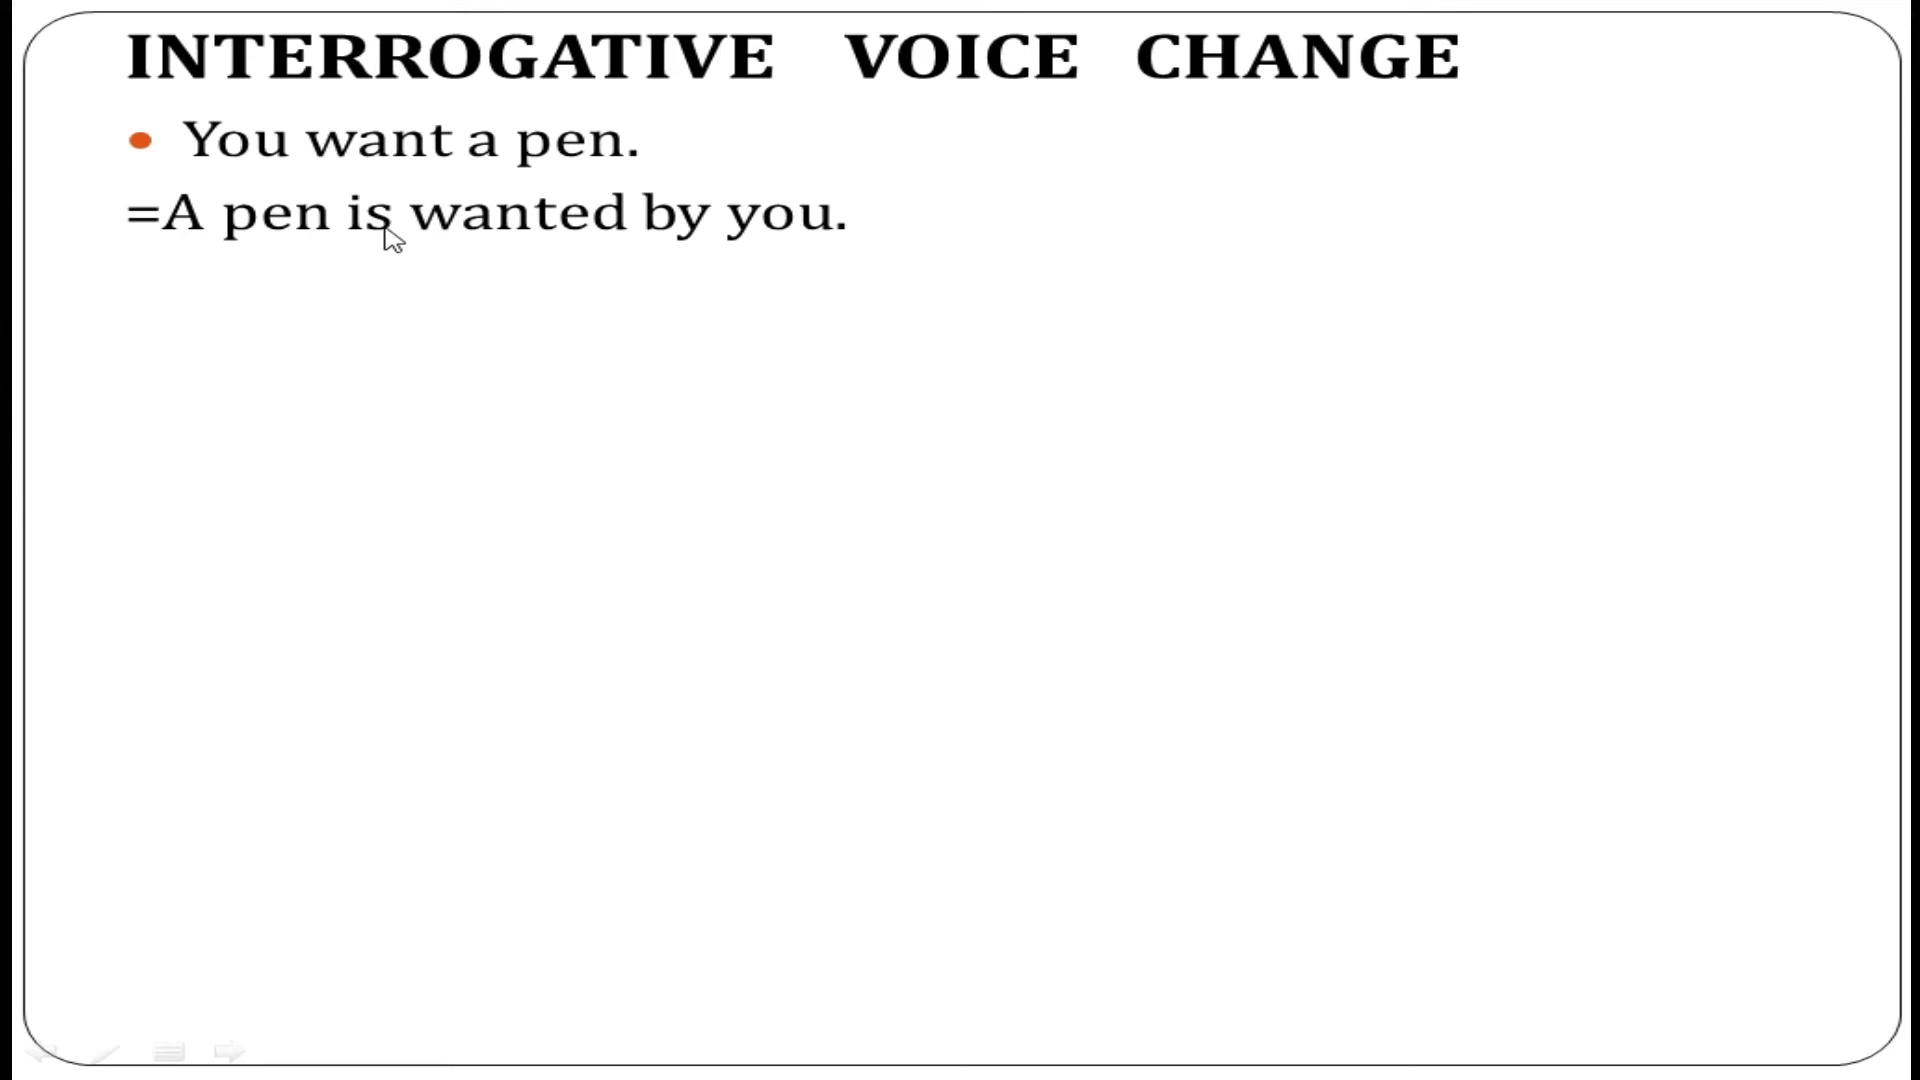 INTERROGATIVE VOICE CHANGE
• You want a pen.
=A pen is wanted by you.